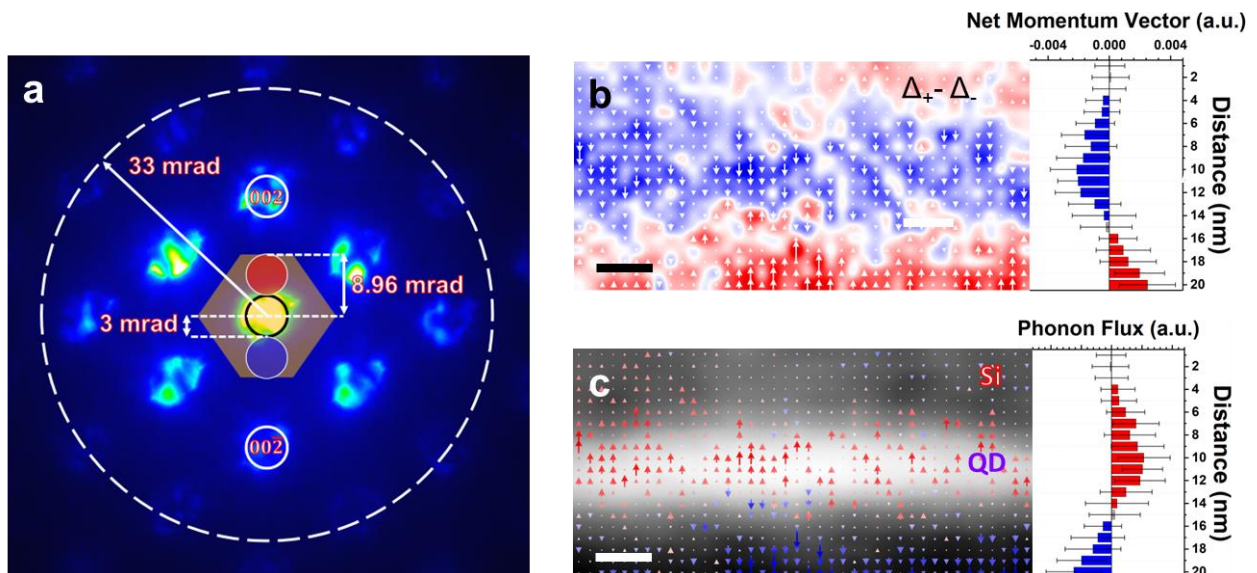 a
33 mrad
002
8.96 mrad
3 mrad
002̄
b
Δ₊- Δ₋
Net Momentum Vector (a.u.)
-0.004 0.000 0.004
2
4
6
8
10
12
14
16
18
20
Distance (nm)
c
Si
QD
Phonon Flux (a.u.)
2
4
6
8
10
12
14
16
18
20
Distance (nm)